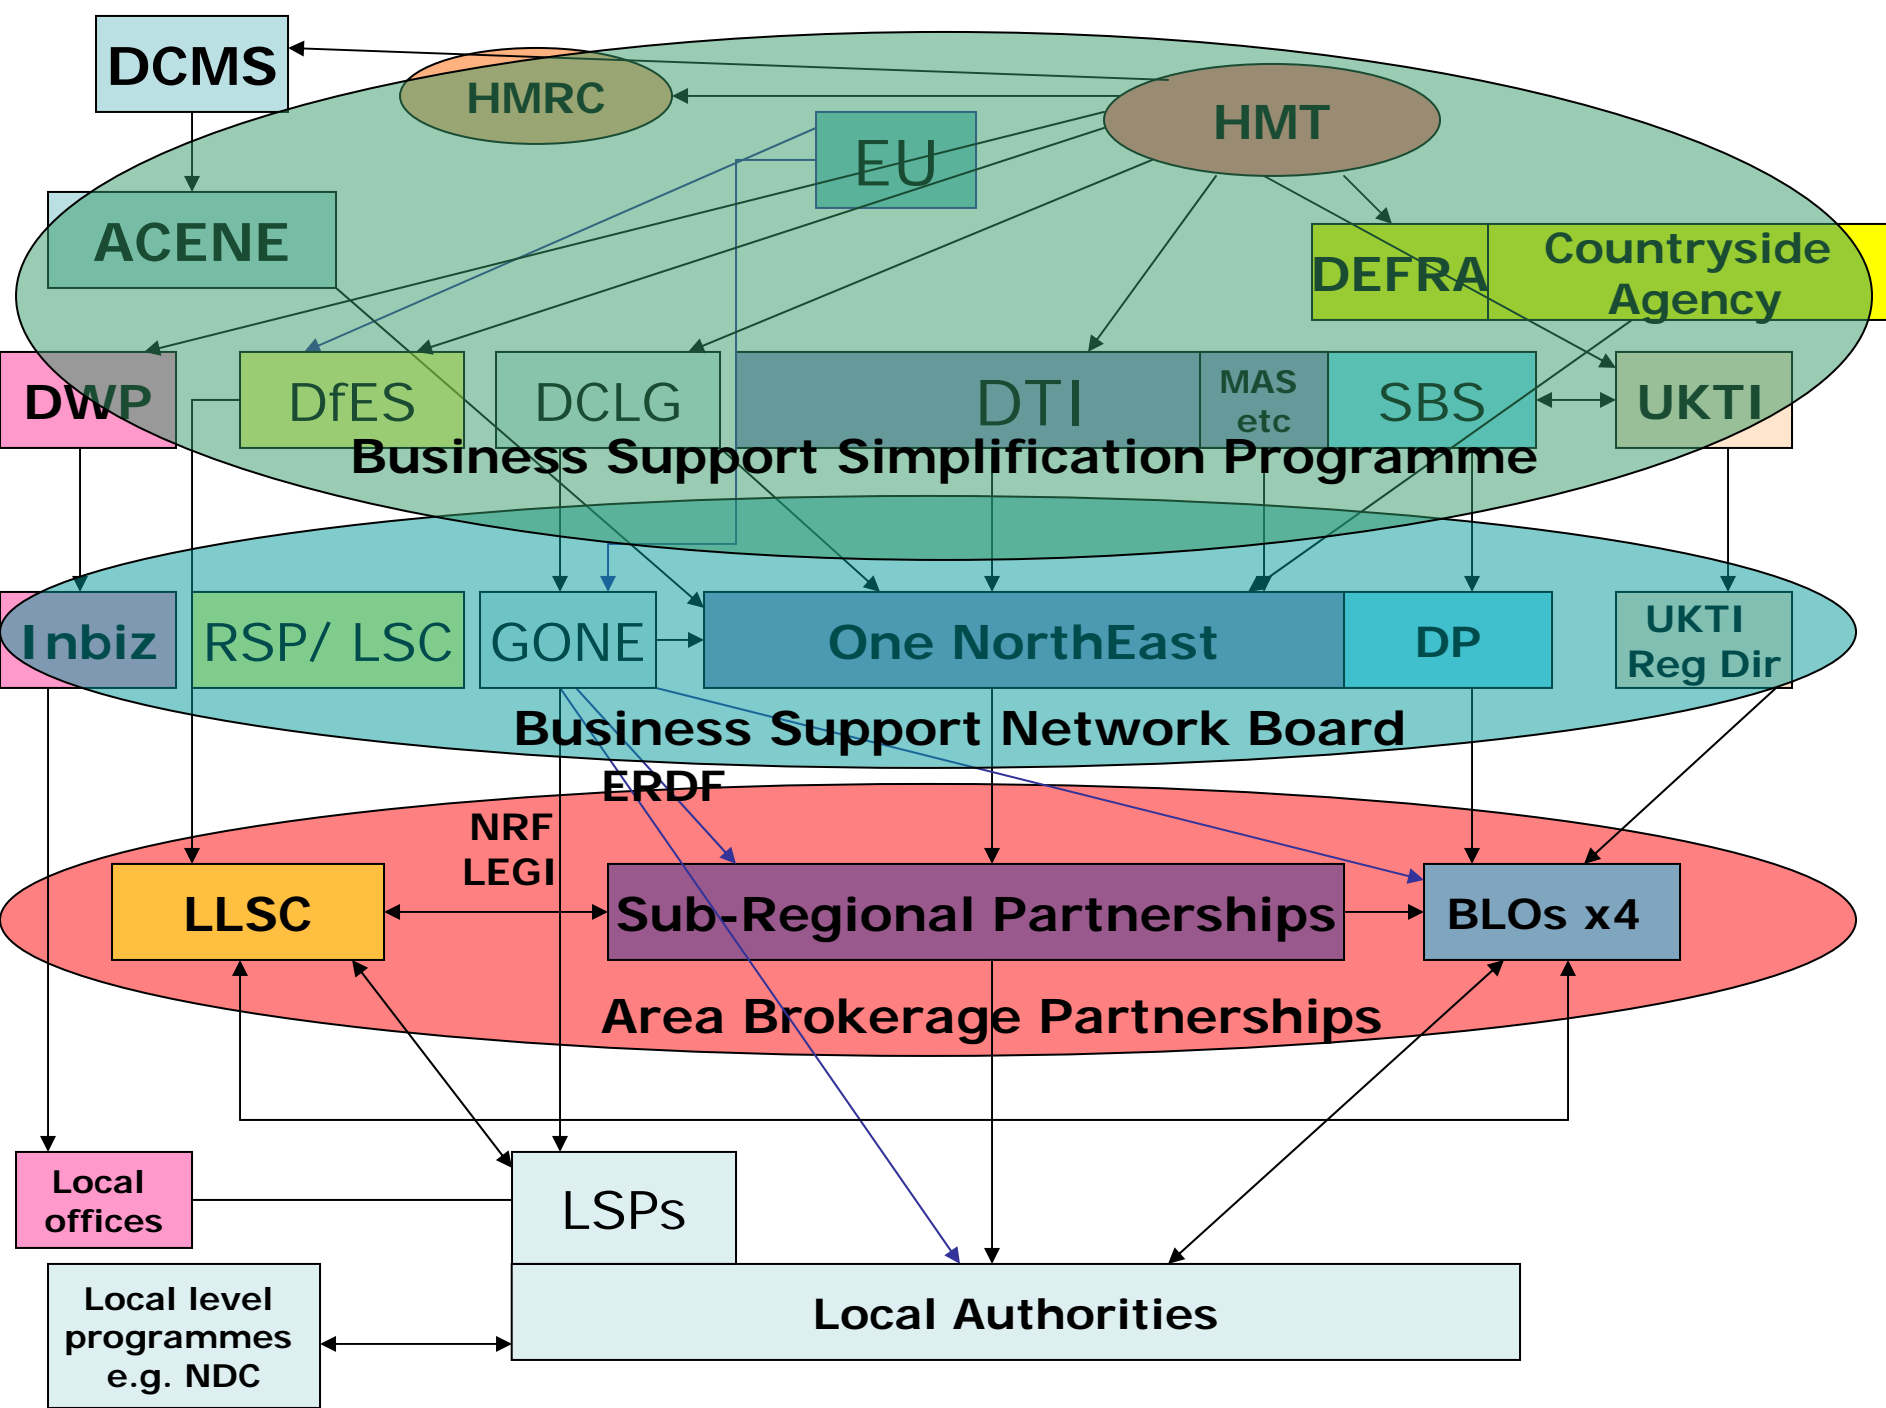 DCMS
HMRC
HMT
EU
ACENE
DEFRA
Countryside
Agency
DWP
DfES
DCLG
DTI
MAS
etc
SBS
UKTI
Business Support Simplification Programme
Inbiz
RSP/ LSC
GONE
One NorthEast
DP
UKTI
Reg Dir
Business Support Network Board
ERDF
NRF
LEGI
LLSC
Sub-Regional Partnerships
BLOs x4
Area Brokerage Partnerships
Local
offices
LSPs
Local level
programmes
e.g. NDC
Local Authorities